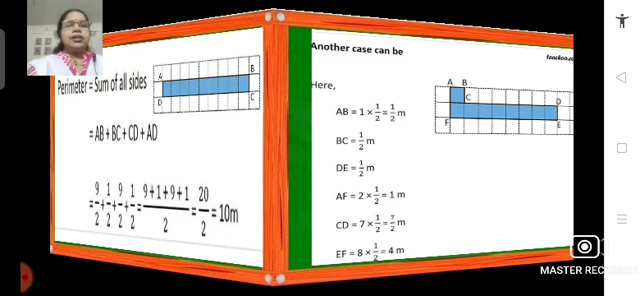 Perimeter = Sum of all sides
A
B
D
C
= AB + BC + CD + AD
= 9/2 + 1/2 + 9/2 + 1/2 = 9 + 1 + 9 + 1 / 2 = 20/2 = 10m
Another case can be
Here,
A B
C
D
F
E
AB = 1 × 1/2 = 1/2 m
BC = 1/2 m
DE = 1/2 m
AF = 2 × 1/2 = 1 m
CD = 7 × 1/2 = 7/2 m
EF = 8 × 1/2 = 4 m
MASTER